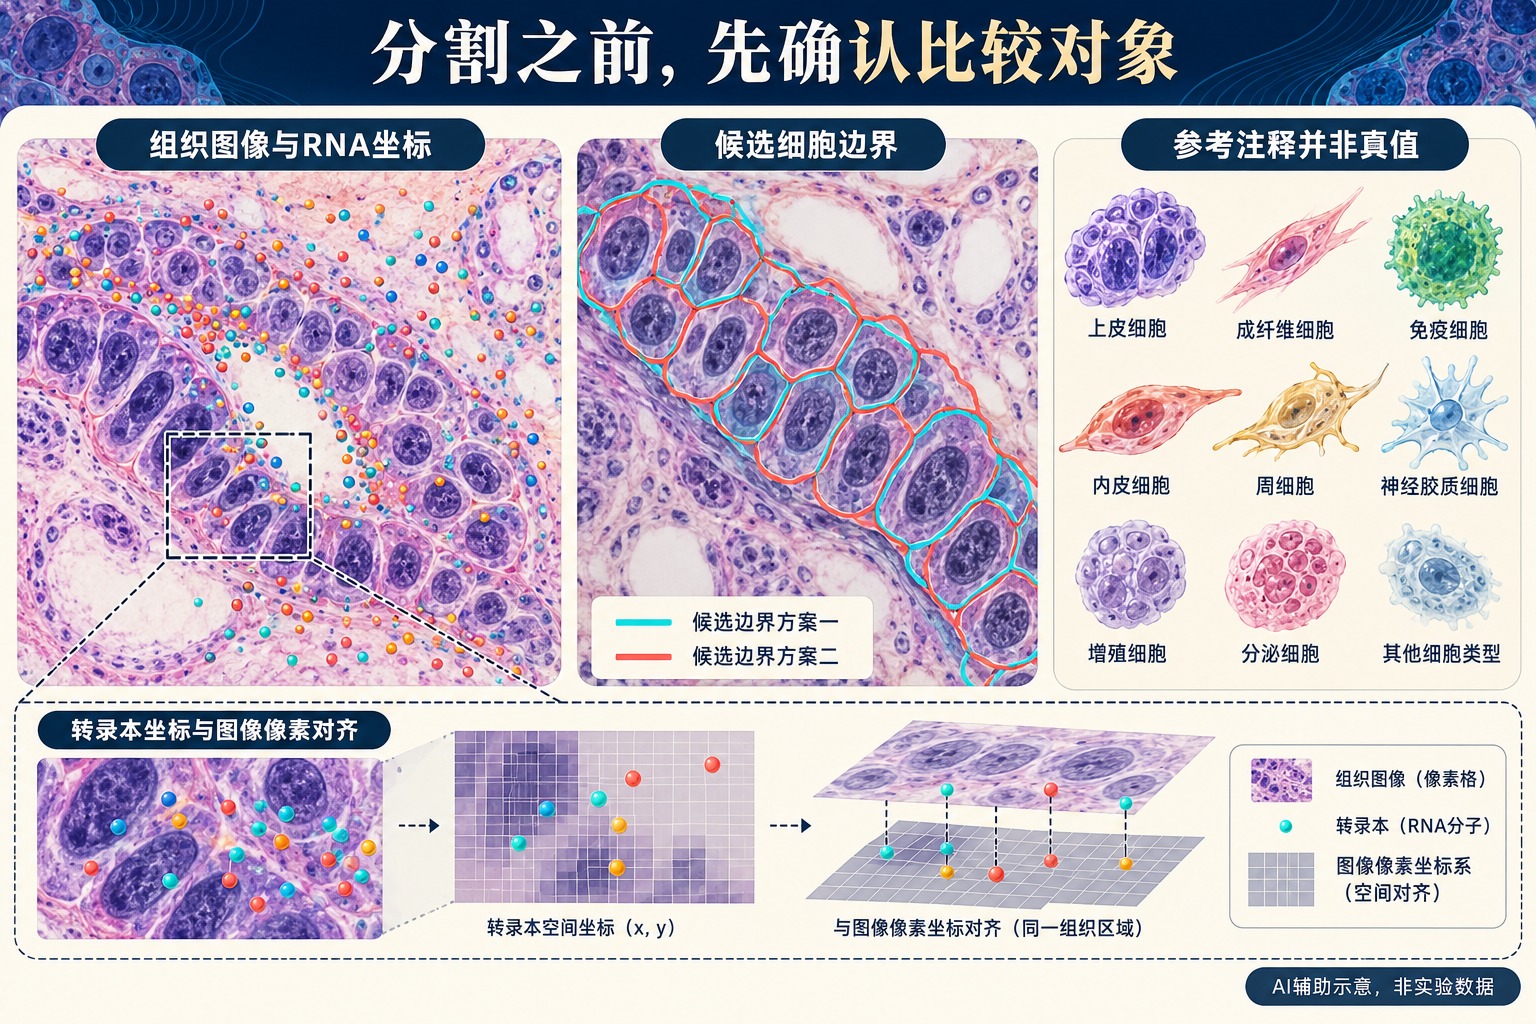 分割之前，先确认比较对象
组织图像与RNA坐标
候选细胞边界
候选边界方案一
候选边界方案二
参考注释并非真值
上皮细胞
成纤维细胞
免疫细胞
内皮细胞
周细胞
神经胶质细胞
增殖细胞
分泌细胞
其他细胞类型
转录本坐标与图像像素对齐
转录本空间坐标（x, y）
与图像像素坐标对齐（同一组织区域）
组织图像（像素格）
转录本（RNA分子）
图像像素坐标系
（空间对齐）
AI辅助示意，非实验数据